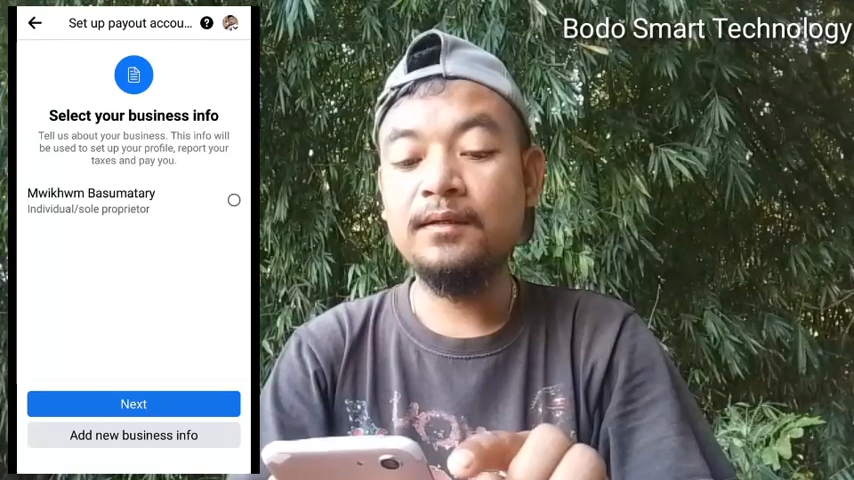 Set up payout accou...
Bodo Smart Technology
Select your business info
Tell us about your business. This info will
be used to set up your profile, report your
taxes and pay you.
Mwikhwm Basumatary
Individual/sole proprietor
Next
Add new business info